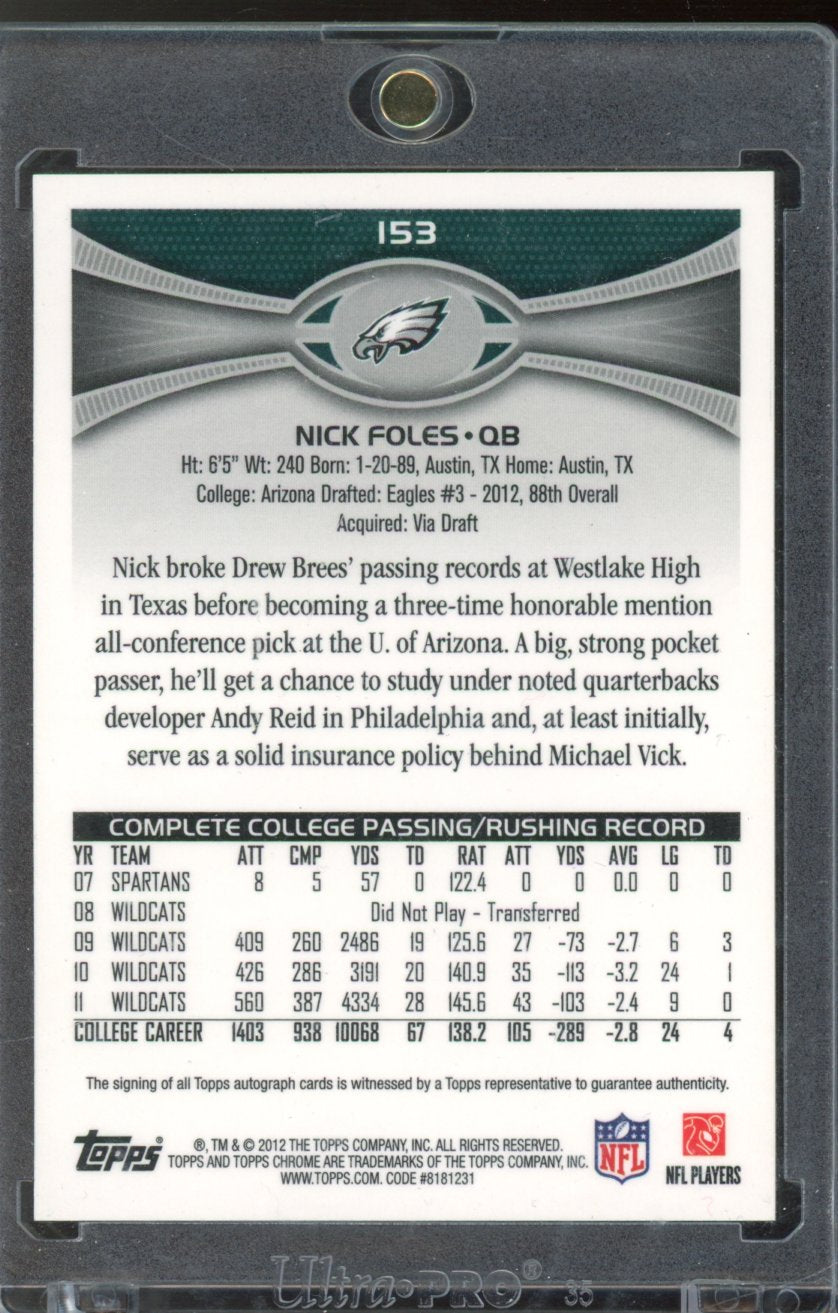 153
NICK FOLES • QB
Ht: 6'5" Wt: 240 Born: 1-20-89, Austin, TX Home: Austin, TX
College: Arizona Drafted: Eagles #3 - 2012, 88th Overall
Acquired: Via Draft
Nick broke Drew Brees' passing records at Westlake High
in Texas before becoming a three-time honorable mention
all-conference pick at the U. of Arizona. A big, strong pocket
passer, he'll get a chance to study under noted quarterbacks
developer Andy Reid in Philadelphia and, at least initially,
serve as a solid insurance policy behind Michael Vick.
COMPLETE COLLEGE PASSING/RUSHING RECORD
YR TEAM ATT CMP YDS TD RAT ATT YDS AVG LG TD
07 SPARTANS 8 5 57 0 122.4 0 0 0.0 0 0
08 WILDCATS Did Not Play - Transferred
09 WILDCATS 409 260 2486 19 125.6 27 -73 -2.7 6 3
10 WILDCATS 426 286 3191 20 140.9 35 -113 -3.2 24 1
11 WILDCATS 560 387 4334 28 145.6 43 -103 -2.4 9 0
COLLEGE CAREER 1403 938 10068 67 138.2 105 -289 -2.8 24 4
The signing of all Topps autograph cards is witnessed by a Topps representative to guarantee authenticity.
Topps®
®, TM & © 2012 THE TOPPS COMPANY, INC. ALL RIGHTS RESERVED.
TOPPS AND TOPPS CHROME ARE TRADEMARKS OF THE TOPPS COMPANY, INC.
WWW.TOPPS.COM. CODE #8181231
NFL
NFL PLAYERS
Ultra•PRO® 35